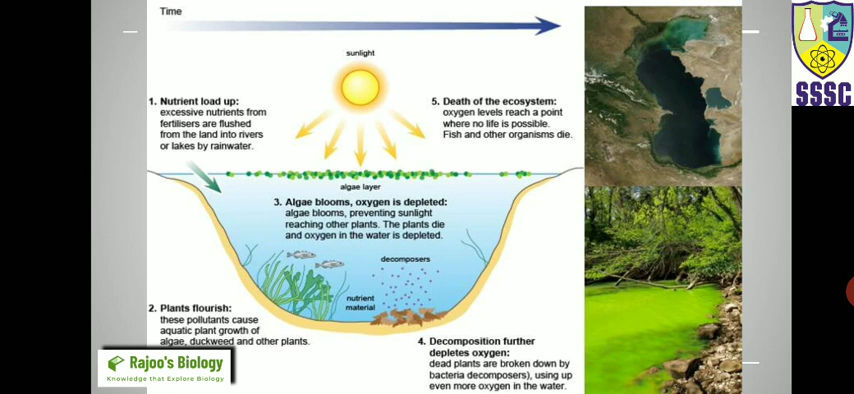 Time
sunlight
1. Nutrient load up:
excessive nutrients from
fertilisers are flushed
from the land into rivers
or lakes by rainwater.
5. Death of the ecosystem:
oxygen levels reach a point
where no life is possible.
Fish and other organisms die.
algae layer
3. Algae blooms, oxygen is depleted:
algae blooms, preventing sunlight
reaching other plants. The plants die
and oxygen in the water is depleted.
decomposers
nutrient
material
2. Plants flourish:
these pollutants cause
aquatic plant growth of
algae, duckweed and other plants.
4. Decomposition further
depletes oxygen:
dead plants are broken down by
bacteria decomposers), using up
even more oxygen in the water.
Rajoo's Biology
Knowledge that Explore Biology
SSSC